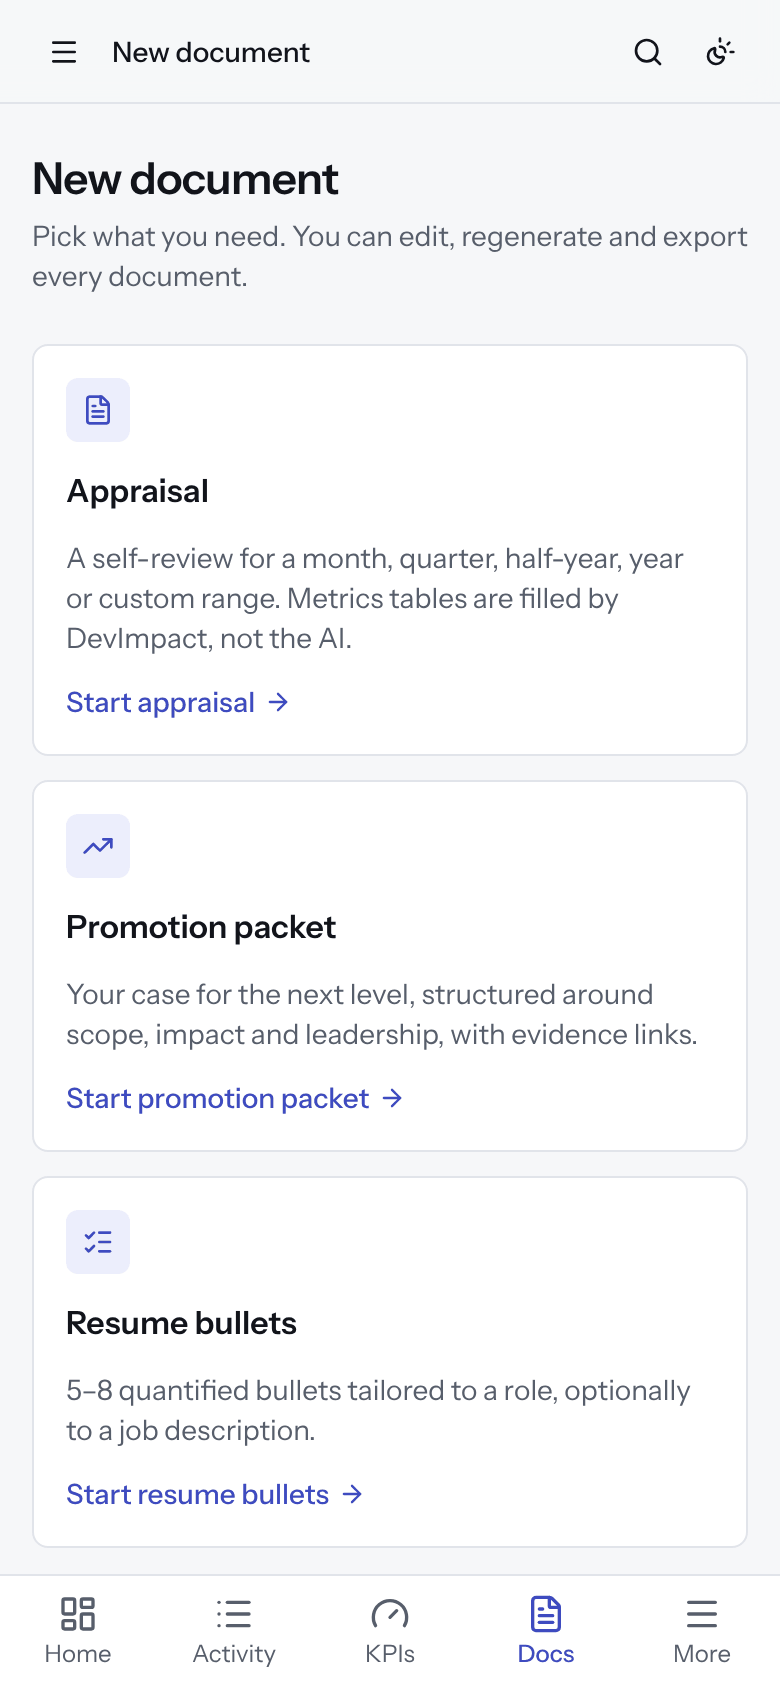 New document
New document
Pick what you need. You can edit, regenerate and export
every document.
Appraisal
A self-review for a month, quarter, half-year, year
or custom range. Metrics tables are filled by
DevImpact, not the AI.
Start appraisal →
Promotion packet
Your case for the next level, structured around
scope, impact and leadership, with evidence links.
Start promotion packet →
Resume bullets
5–8 quantified bullets tailored to a role, optionally
to a job description.
Start resume bullets →
Home Activity KPIs Docs More